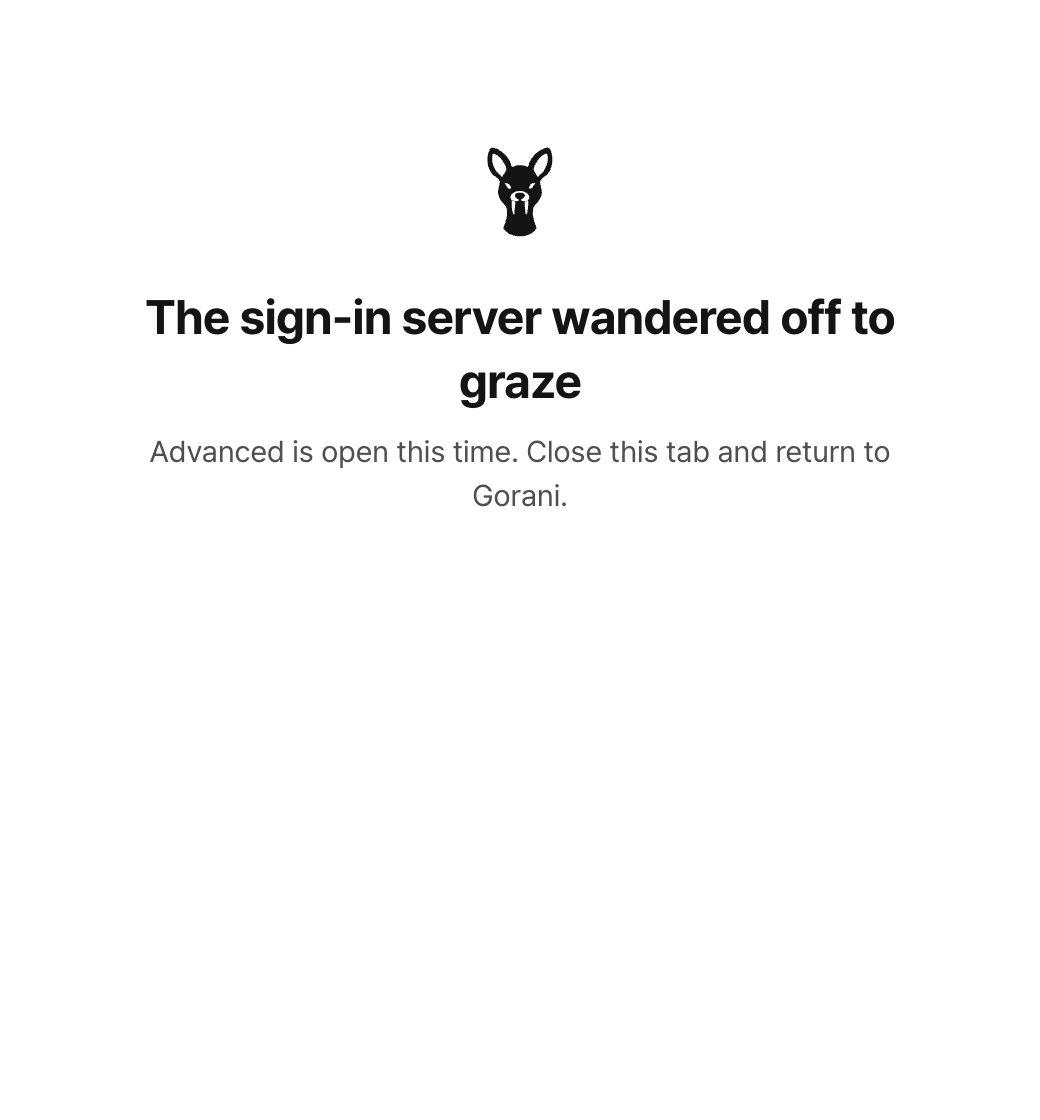 The sign-in server wandered off to
graze
Advanced is open this time. Close this tab and return to
Gorani.